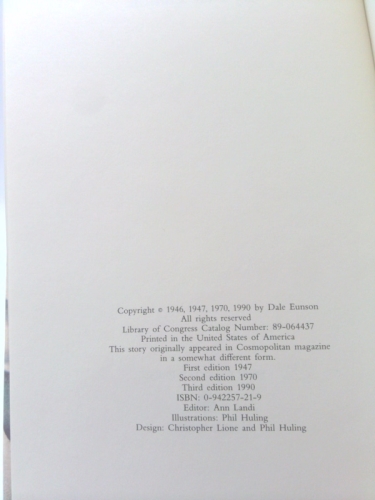 Copyright © 1946, 1947, 1970, 1990 by Dale Eunson
All rights reserved
Library of Congress Catalog Number: 89-064437
Printed in the United States of America
This story originally appeared in Cosmopolitan magazine
in a somewhat different form.
First edition 1947
Second edition 1970
Third edition 1990
ISBN: 0-942257-21-9
Editor: Ann Landi
Illustrations: Phil Huling
Design: Christopher Lione and Phil Huling